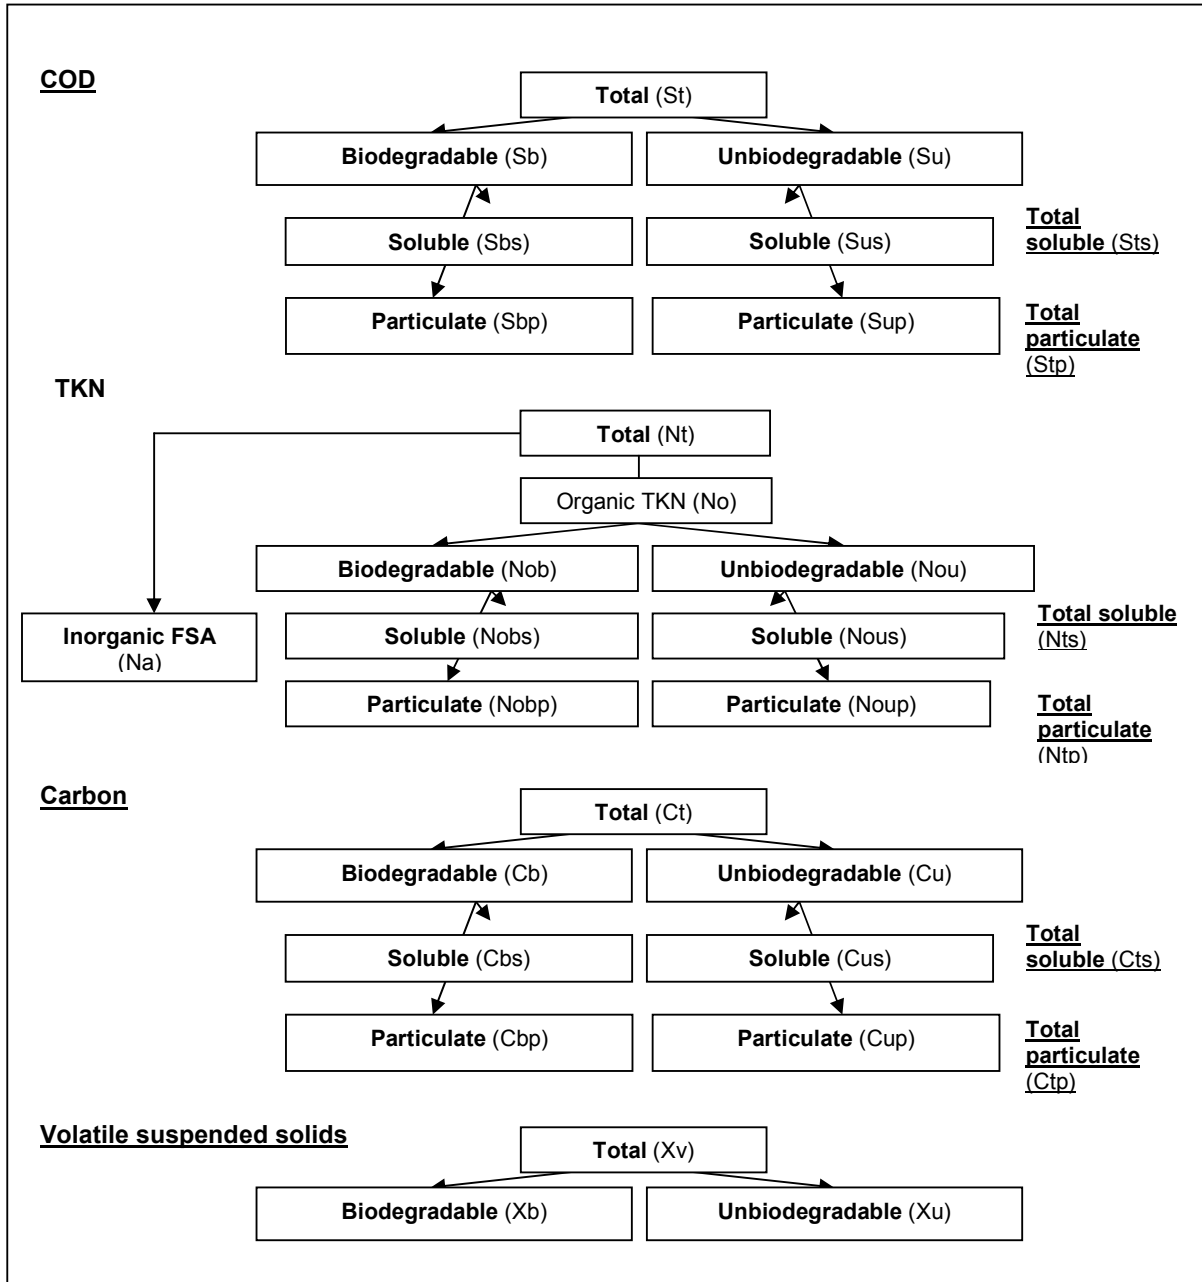 COD
Total (St)
Biodegradable (Sb)
Unbiodegradable (Su)
Soluble (Sbs)
Soluble (Sus)
Total
soluble (Sts)
Particulate (Sbp)
Particulate (Sup)
Total
particulate
(Stp)
TKN
Total (Nt)
Organic TKN (No)
Biodegradable (Nob)
Unbiodegradable (Nou)
Inorganic FSA
(Na)
Soluble (Nobs)
Soluble (Nous)
Total soluble
(Nts)
Particulate (Nobp)
Particulate (Noup)
Total
particulate
(Ntp)
Carbon
Total (Ct)
Biodegradable (Cb)
Unbiodegradable (Cu)
Soluble (Cbs)
Soluble (Cus)
Total
soluble (Cts)
Particulate (Cbp)
Particulate (Cup)
Total
particulate
(Ctp)
Volatile suspended solids
Total (Xv)
Biodegradable (Xb)
Unbiodegradable (Xu)